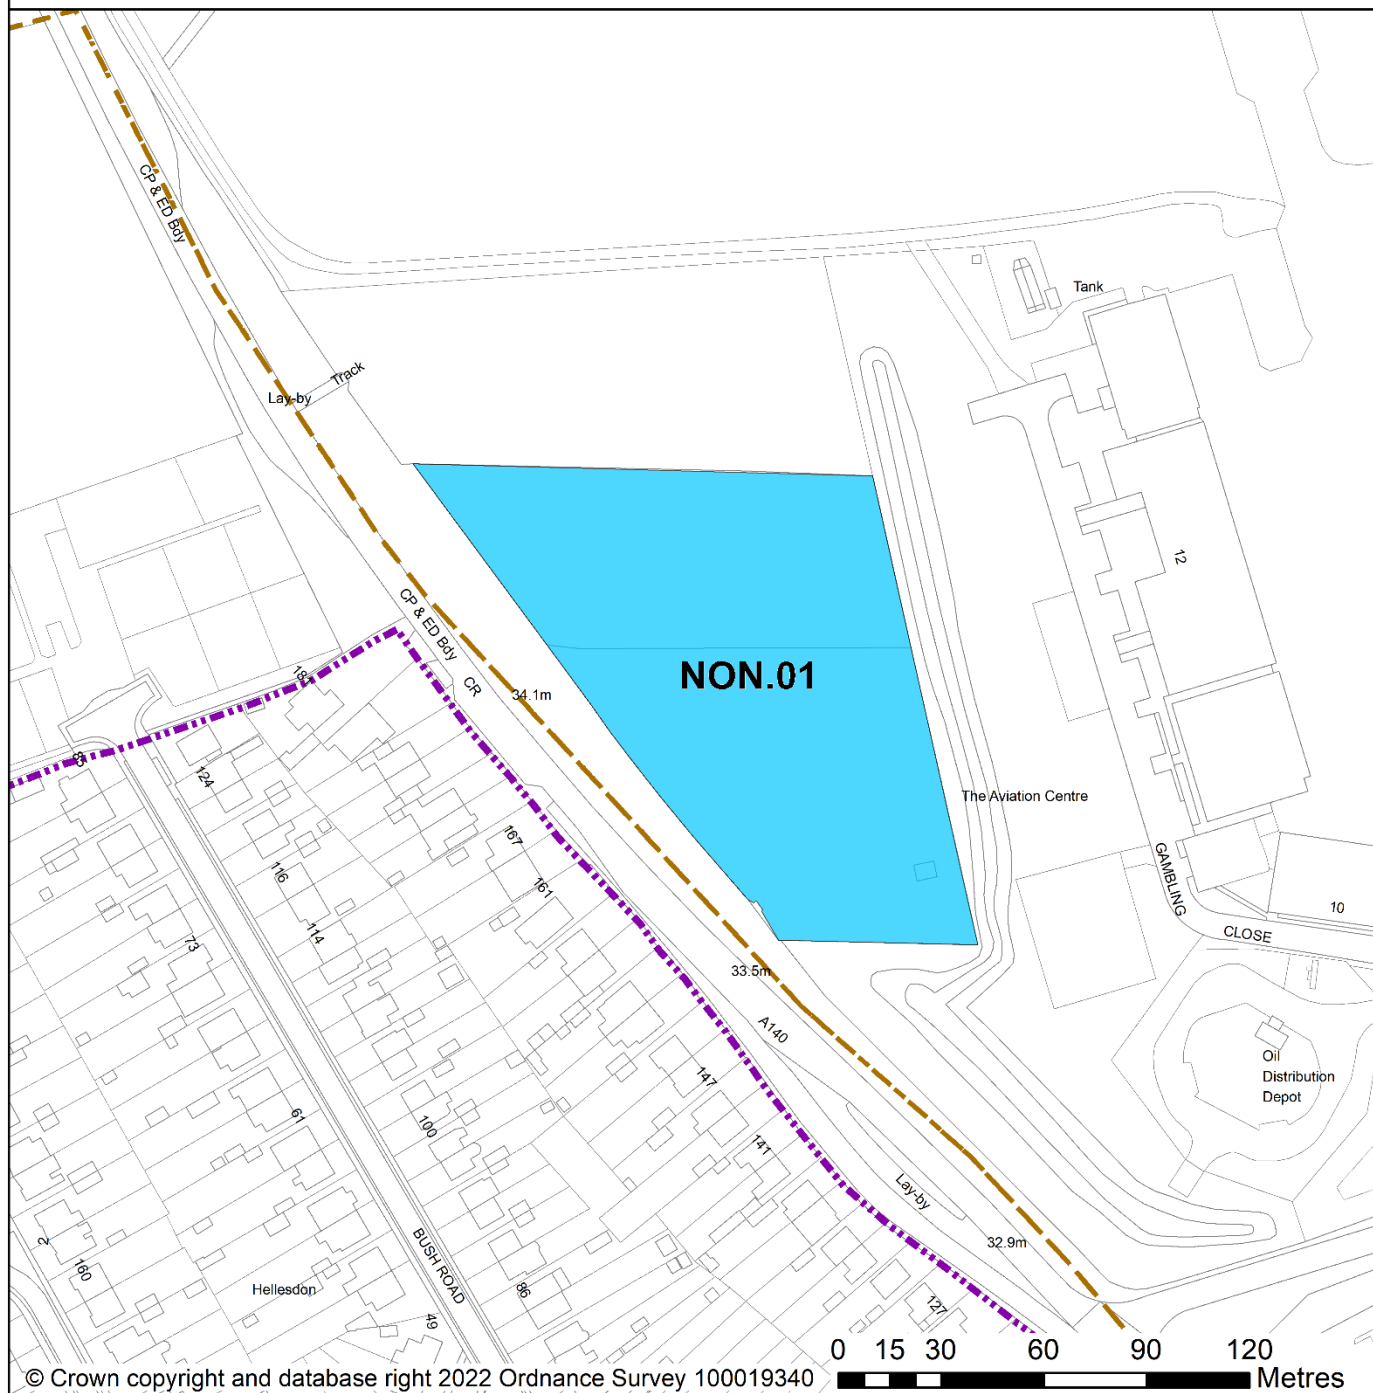 CP & ED Bdy
Tank
Track
Lay-by
12
CP & ED Bdy
CR
34.1m
NON.01
181
85
124
The Aviation Centre
167
161
116
114
73
GAMBLING
CLOSE
10
33.5m
A140
Oil
Distribution
Depot
147
141
100
61
Lay-by
32.9m
2
160
BUSH ROAD
Hellesdon
86
49
127
0 15 30 60 90 120
Metres
© Crown copyright and database right 2022 Ordnance Survey 100019340